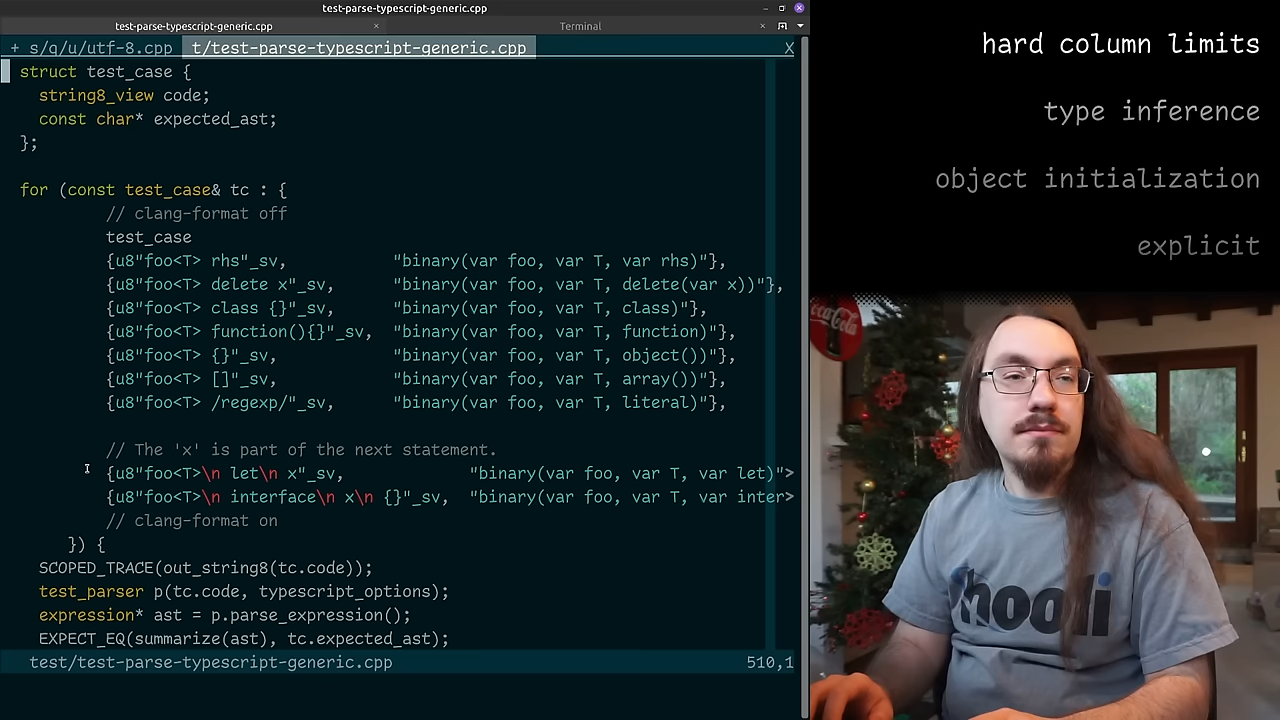 test-parse-typescript-generic.cpp
test-parse-typescript-generic.cpp × Terminal ×
+ s/q/u/utf-8.cpp t/test-parse-typescript-generic.cpp X
struct test_case {
string8_view code;
const char* expected_ast;
};
for (const test_case& tc : {
// clang-format off
test_case
{u8"foo<T> rhs"_sv, "binary(var foo, var T, var rhs)"},
{u8"foo<T> delete x"_sv, "binary(var foo, var T, delete(var x))"},
{u8"foo<T> class {}"_sv, "binary(var foo, var T, class)"},
{u8"foo<T> function(){}"_sv, "binary(var foo, var T, function)"},
{u8"foo<T> {}"_sv, "binary(var foo, var T, object())"},
{u8"foo<T> []"_sv, "binary(var foo, var T, array())"},
{u8"foo<T> /regexp/"_sv, "binary(var foo, var T, literal)"},
// The 'x' is part of the next statement.
{u8"foo<T>\n let\n x"_sv, "binary(var foo, var T, var let)">
{u8"foo<T>\n interface\n x\n {}"_sv, "binary(var foo, var T, var inter>
// clang-format on
}) {
SCOPED_TRACE(out_string8(tc.code));
test_parser p(tc.code, typescript_options);
expression* ast = p.parse_expression();
EXPECT_EQ(summarize(ast), tc.expected_ast);
test/test-parse-typescript-generic.cpp 510,1
hard column limits
type inference
object initialization
explicit
Coca-Cola
hooli